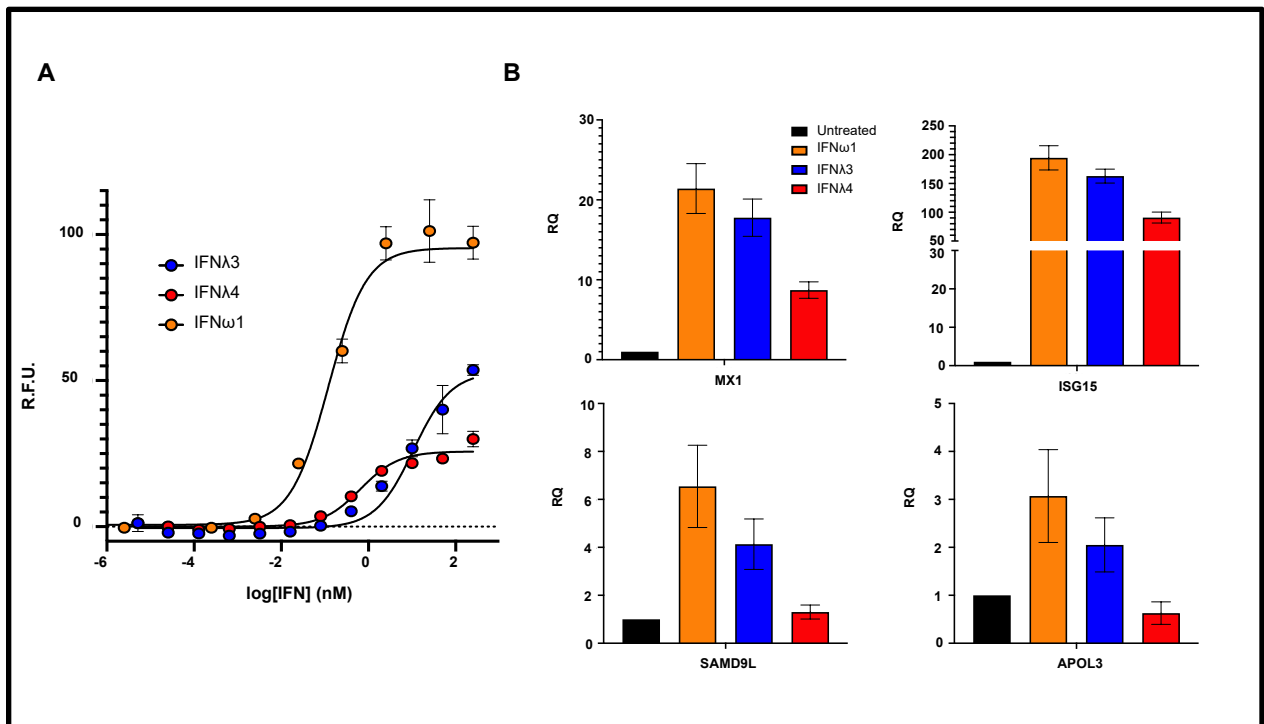 A
B
100
50
0
R.F.U.
IFNλ3
IFNλ4
IFNω1
-6
-4
-2
0
2
log[IFN] (nM)
30
20
10
0
RQ
MX1
Untreated
IFNω1
IFNλ3
IFNλ4
250
200
150
100
50
30
20
10
0
RQ
ISG15
10
8
6
4
2
0
RQ
SAMD9L
5
4
3
2
1
0
RQ
APOL3